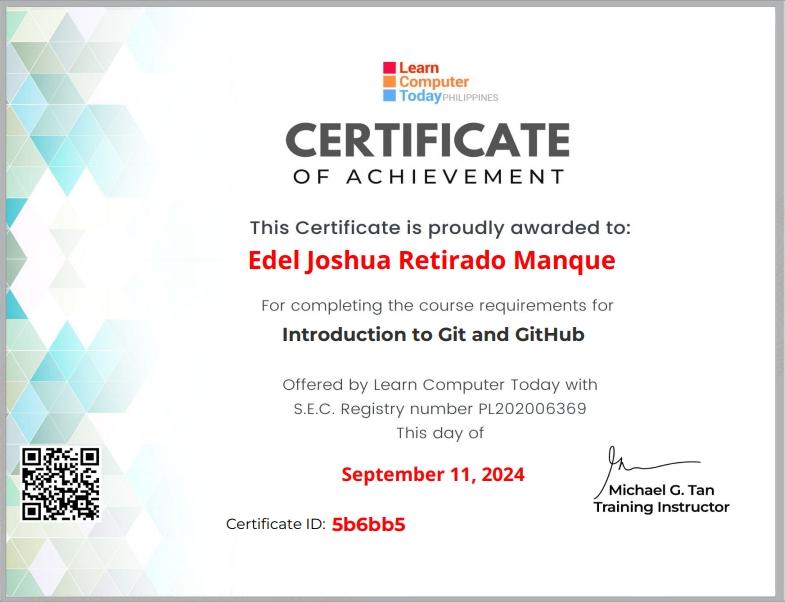 Learn
Computer
Today PHILIPPINES
CERTIFICATE
OF ACHIEVEMENT
This Certificate is proudly awarded to:
Edel Joshua Retirado Manque
For completing the course requirements for
Introduction to Git and GitHub
Offered by Learn Computer Today with
S.E.C. Registry number PL202006369
This day of
September 11, 2024
Michael G. Tan
Training Instructor
Certificate ID: 5b6bb5